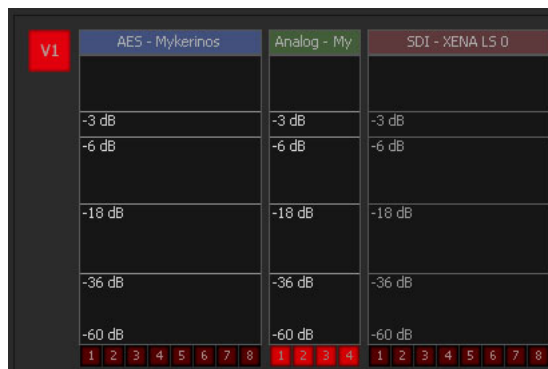 V1 AES - Mykerinos Analog - My SDI - XENA LS 0
-3 dB -3 dB -3 dB
-6 dB -6 dB -6 dB
-18 dB -18 dB -18 dB
-36 dB -36 dB -36 dB
-60 dB -60 dB -60 dB
1 2 3 4 5 6 7 8 1 2 3 4 1 2 3 4 5 6 7 8